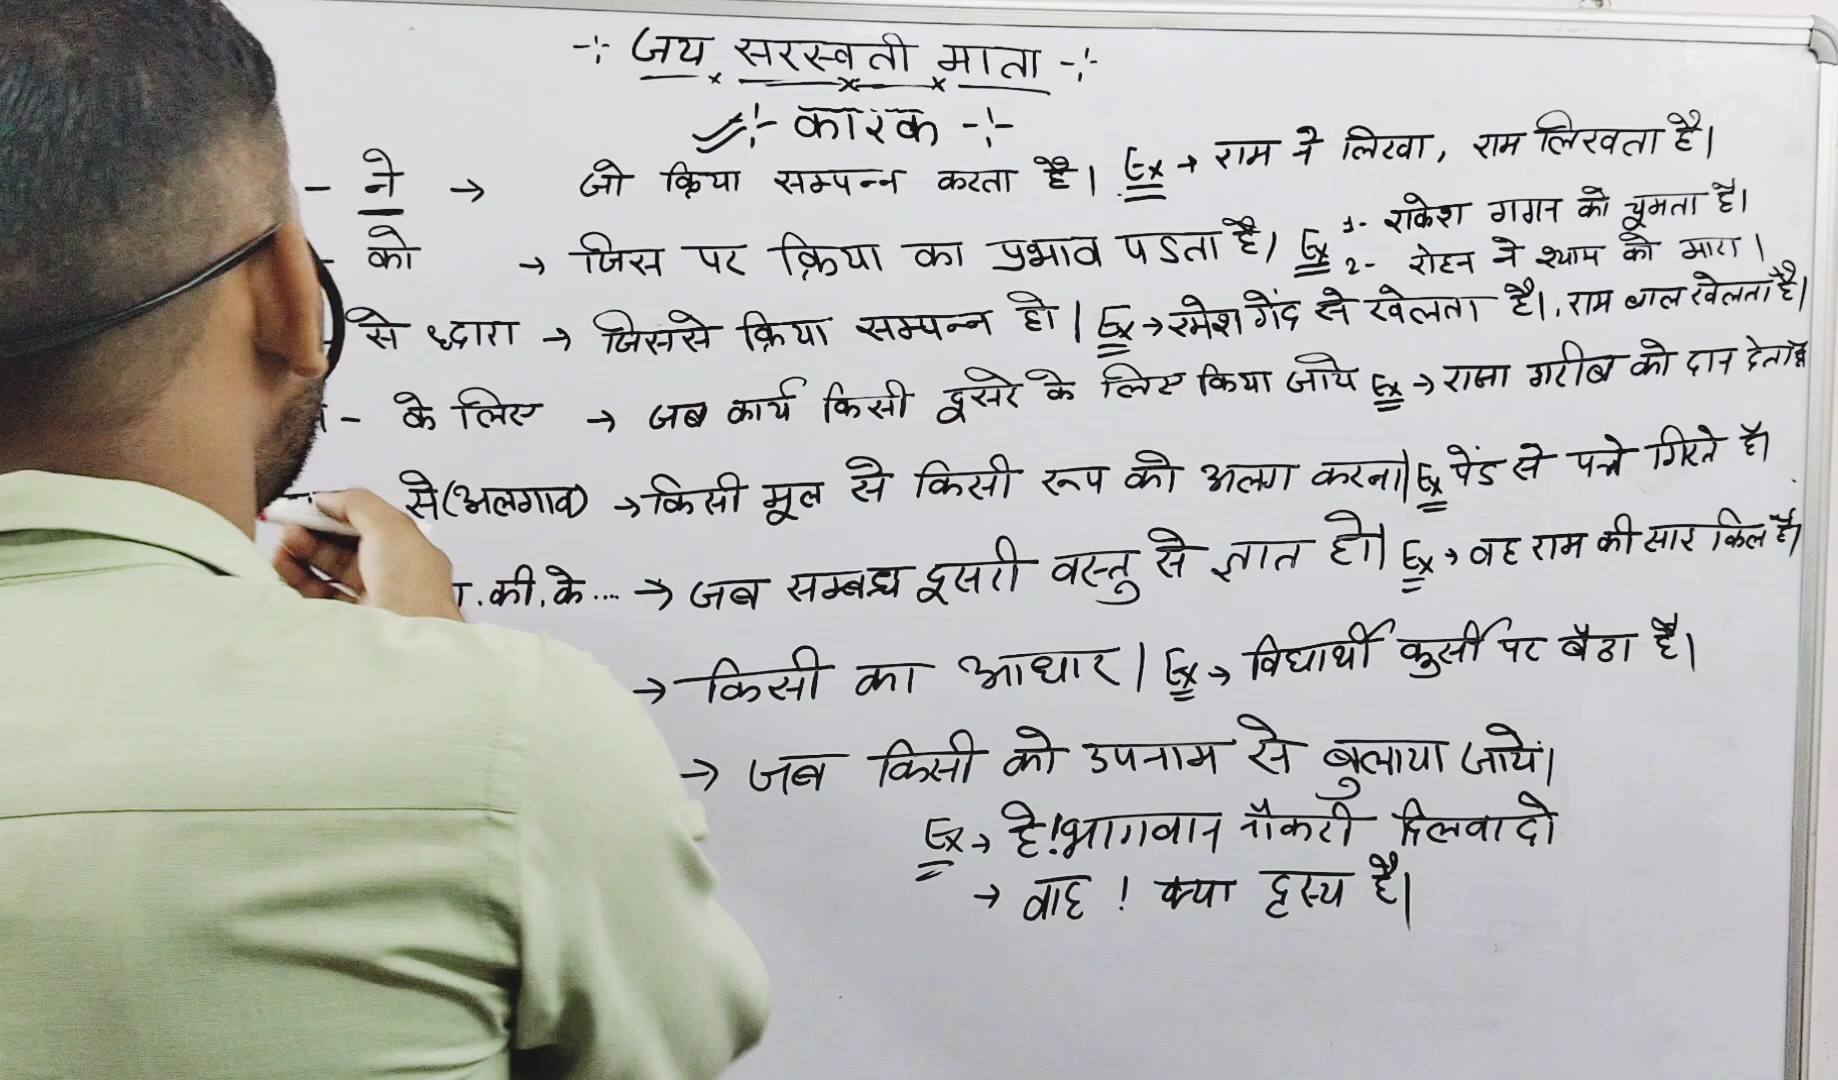 -:- जय सरस्वती माता -:-
-:- कारक -:-
- ने → जो क्रिया सम्पन्न करता है। Ex → राम ने लिखा, राम लिखता है।
- को → जिस पर क्रिया का प्रभाव पडता है। Ex 1- राकेश गगन को चूमता है।
2- रोहन ने श्याम को मारा।
से द्वारा → जिससे क्रिया सम्पन्न हो। Ex → रमेश गेंद से खेलता है।, राम बाल खेलता है।
- के लिए → जब कार्य किसी दूसरे के लिए किया जाये Ex → राजा गरीब को दान देता है
से (अलगाव) → किसी मूल से किसी रूप को अलग करना। Ex पेंड से पत्ते गिरते है।
. की. के... → जब सम्बन्ध दूसरी वस्तु से ज्ञात हो। Ex → वह राम की साइकिल है।
→ किसी का आधार। Ex → विद्यार्थी कुर्सी पर बैठा है।
→ जब किसी को उपनाम से बुलाया जाये।
Ex → हे! भागवान नौकरी दिलवा दो
→ वाह ! क्या दृस्य है।